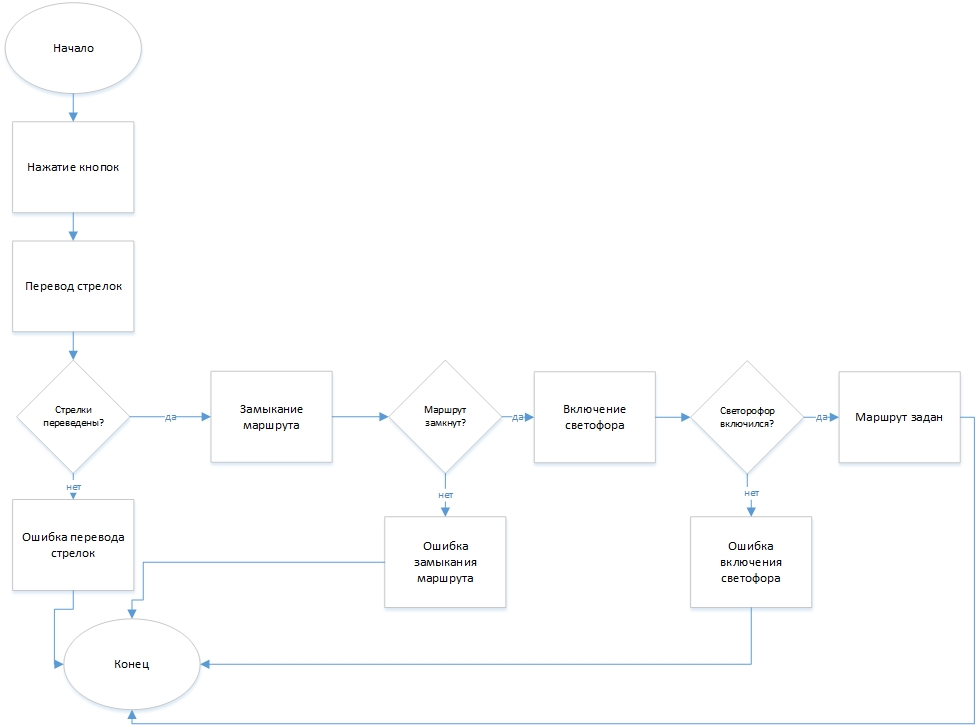 Начало
Нажатие кнопок
Перевод стрелок
Стрелки
переведены?
да
Замыкание
маршрута
Маршрут
замкнут?
да
Включение
светофора
Светорофор
включился?
да
Маршрут задан
нет
нет
нет
Ошибка перевода
стрелок
Ошибка
замыкания
маршрута
Ошибка
включения
светофора
Конец